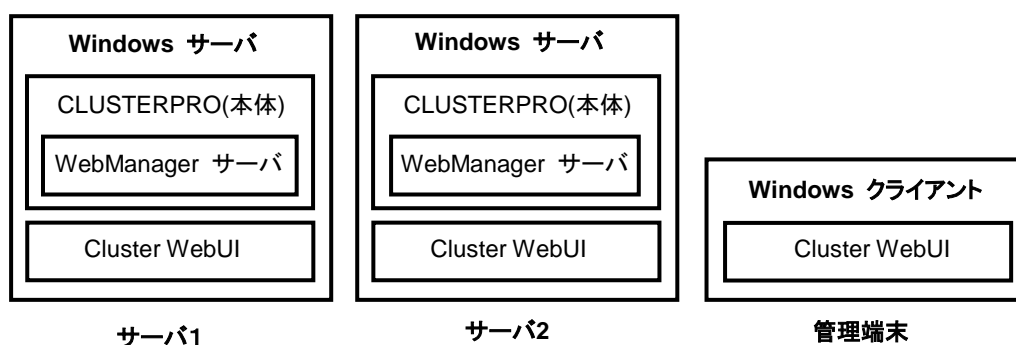 Windows サーバ
CLUSTERPRO(本体)
WebManager サーバ
Cluster WebUI
サーバ1
Windows サーバ
CLUSTERPRO(本体)
WebManager サーバ
Cluster WebUI
サーバ2
Windows クライアント
Cluster WebUI
管理端末